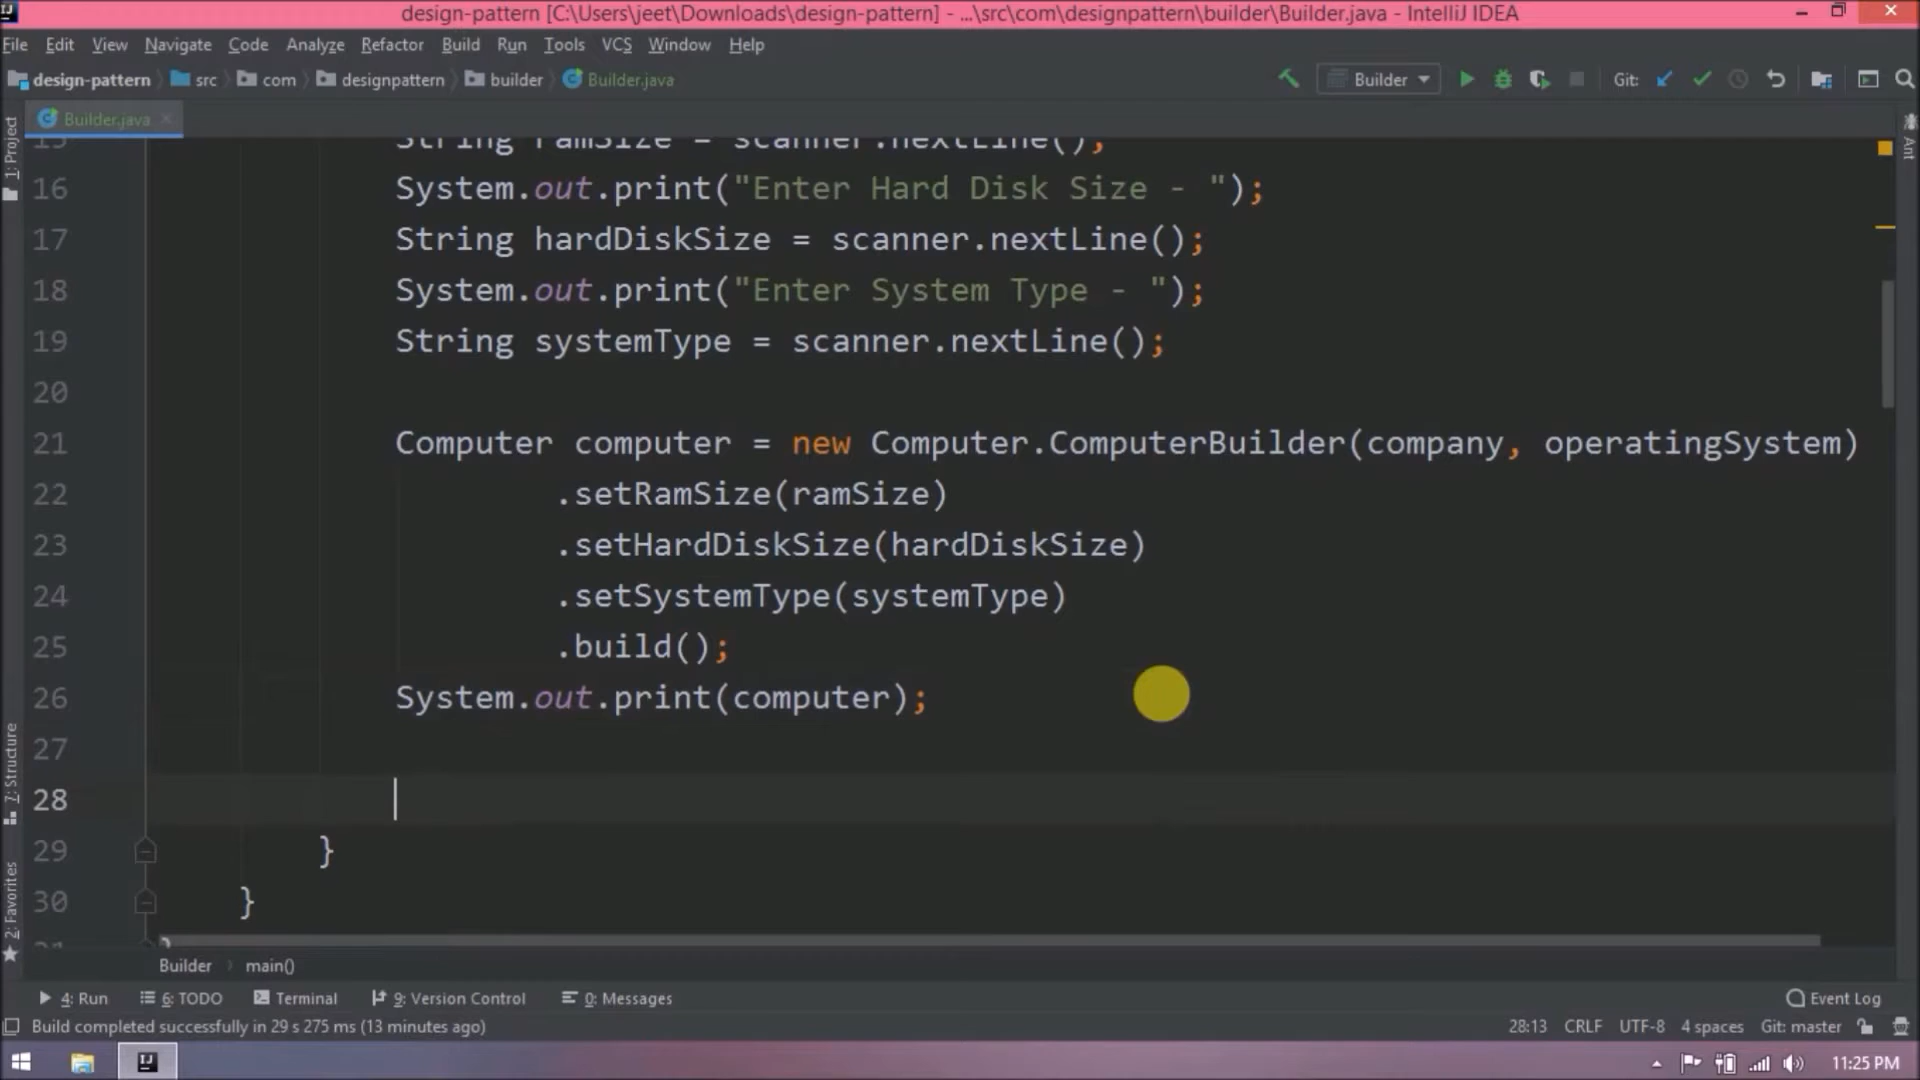 design-pattern [C:\Users\jeet\Downloads\design-pattern] - ...\src\com\designpattern\builder\Builder.java - IntelliJ IDEA
File Edit View Navigate Code Analyze Refactor Build Run Tools VCS Window Help
design-pattern src com designpattern builder Builder.java Builder Git:
Builder.java
1: Project
Ant
15 String ramSize = scanner.nextLine();
16 System.out.print("Enter Hard Disk Size - ");
17 String hardDiskSize = scanner.nextLine();
18 System.out.print("Enter System Type - ");
19 String systemType = scanner.nextLine();
20
21 Computer computer = new Computer.ComputerBuilder(company, operatingSystem)
22 .setRamSize(ramSize)
23 .setHardDiskSize(hardDiskSize)
24 .setSystemType(systemType)
25 .build();
26 System.out.print(computer);
27
28
29 }
30 }
7: Structure
2: Favorites
Builder main()
4: Run 6: TODO Terminal 9: Version Control 0: Messages Event Log
Build completed successfully in 29 s 275 ms (13 minutes ago) 28:13 CRLF UTF-8 4 spaces Git: master
11:25 PM